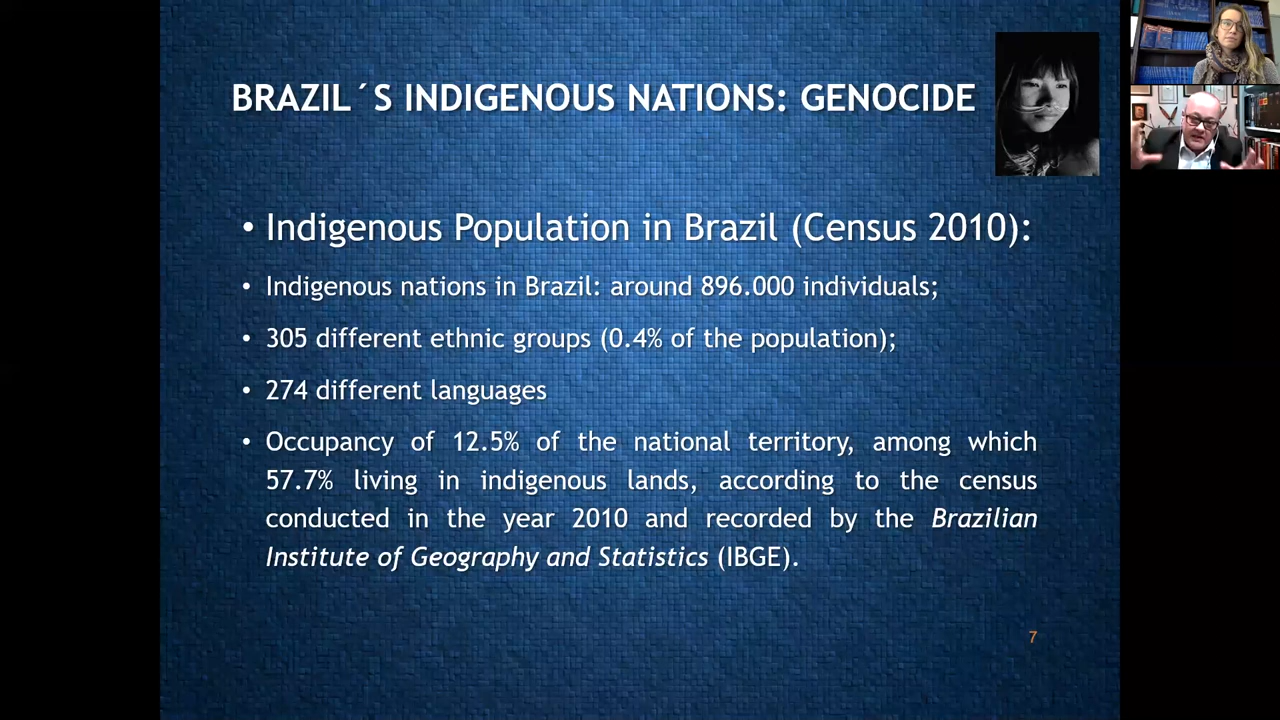 BRAZIL´S INDIGENOUS NATIONS: GENOCIDE
• Indigenous Population in Brazil (Census 2010):
• Indigenous nations in Brazil: around 896.000 individuals;
• 305 different ethnic groups (0.4% of the population);
• 274 different languages
• Occupancy of 12.5% of the national territory, among which
57.7% living in indigenous lands, according to the census
conducted in the year 2010 and recorded by the Brazilian
Institute of Geography and Statistics (IBGE).
7